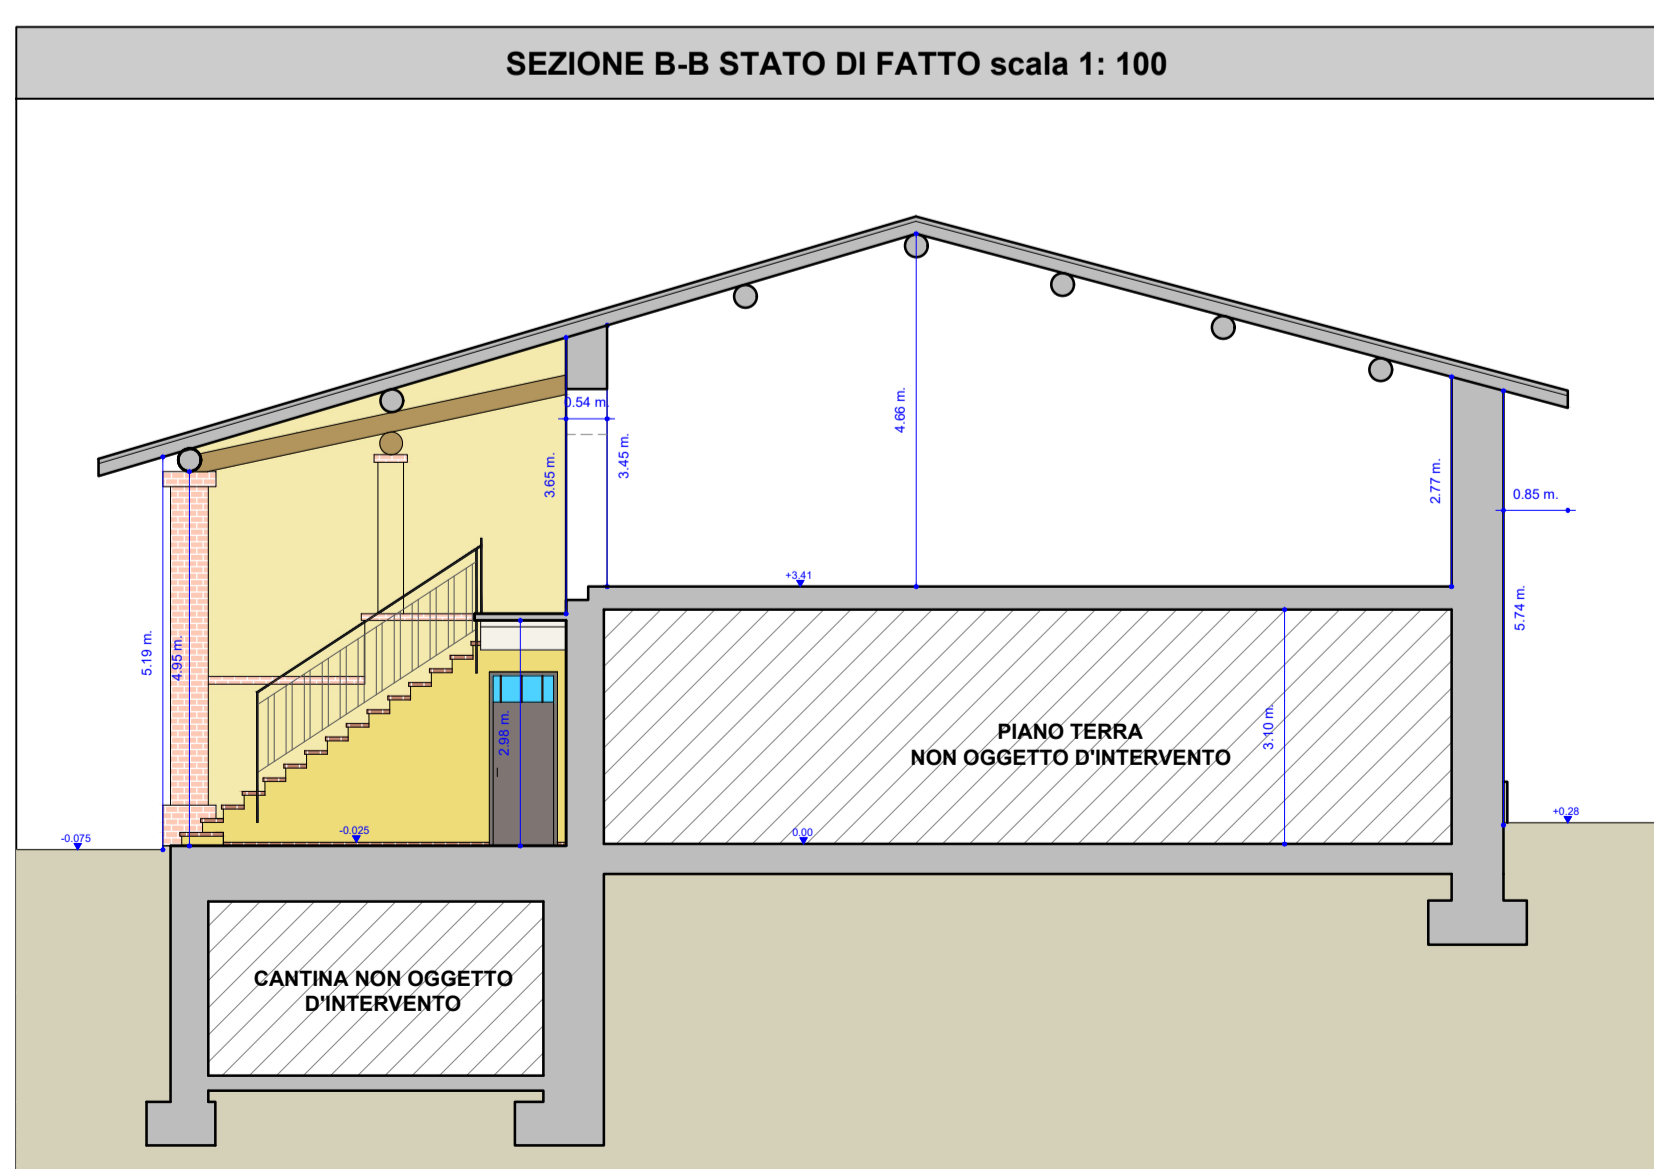 SEZIONE B-B STATO DI FATTO scala 1: 100
0.54 m.
4.66 m.
3.45 m.
3.65 m.
2.77 m.
0.85 m.
+3.41
5.74 m.
5.19 m.
4.95 m.
2.98 m.
3.10 m.
PIANO TERRA
NON OGGETTO D'INTERVENTO
-0.075
-0.025
0.00
+0.28
CANTINA NON OGGETTO
D'INTERVENTO